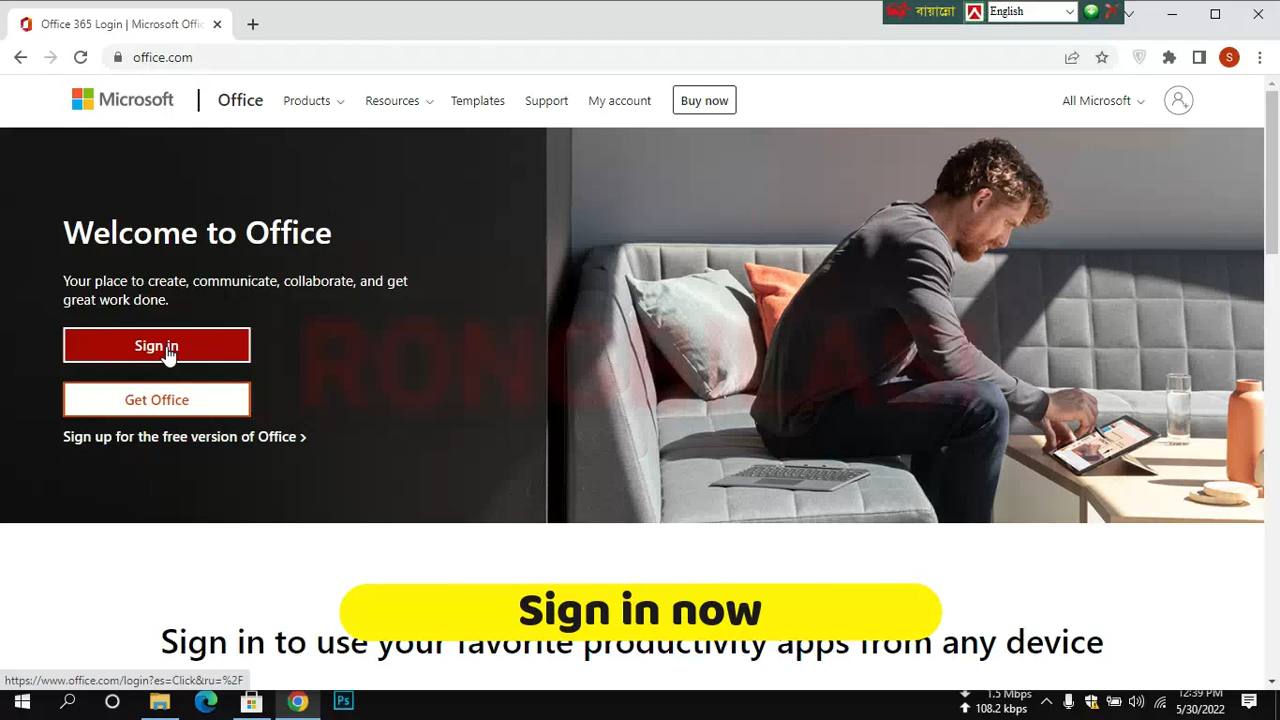 Office 365 Login | Microsoft Offic
বায়ান্নো
English
office.com
S
Microsoft
Office
Products
Resources
Templates
Support
My account
Buy now
All Microsoft
Welcome to Office
Your place to create, communicate, collaborate, and get
great work done.
Sign in
Get Office
Sign up for the free version of Office >
Sign in now
Sign in to use your favorite productivity apps from any device
https://www.office.com/login?es=Click&ru=%2F
Ps
1.5 Mbps
108.2 kbps
12:39 PM
5/30/2022